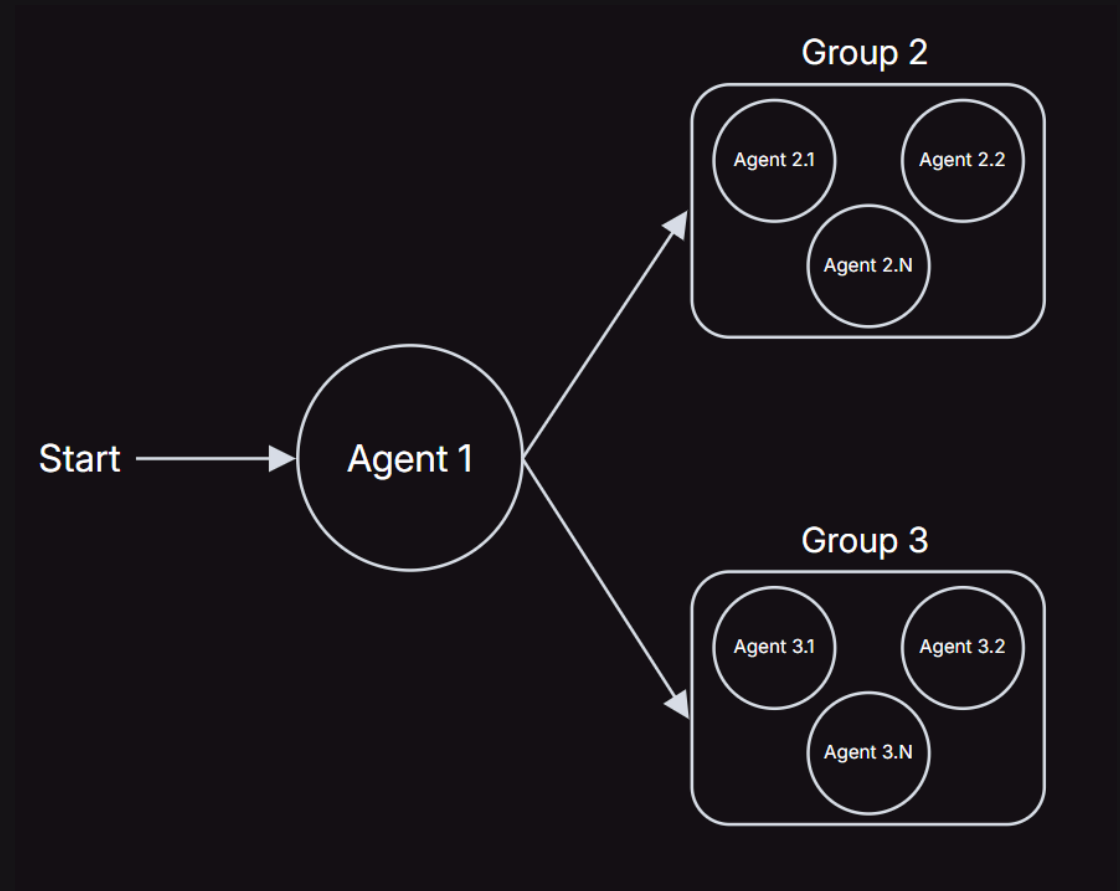 Group 2
Agent 2.1
Agent 2.2
Agent 2.N
Start
Agent 1
Group 3
Agent 3.1
Agent 3.2
Agent 3.N